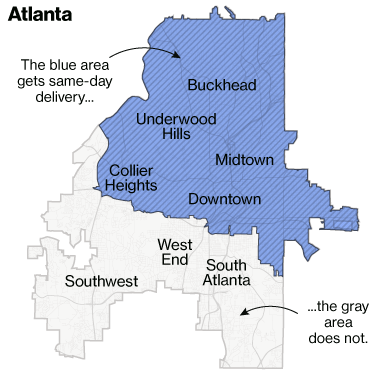 Atlanta
The blue area
gets same-day
delivery...
Buckhead
Underwood
Hills
Midtown
Collier
Heights
Downtown
West
End
South
Atlanta
Southwest
...the gray
area
does not.